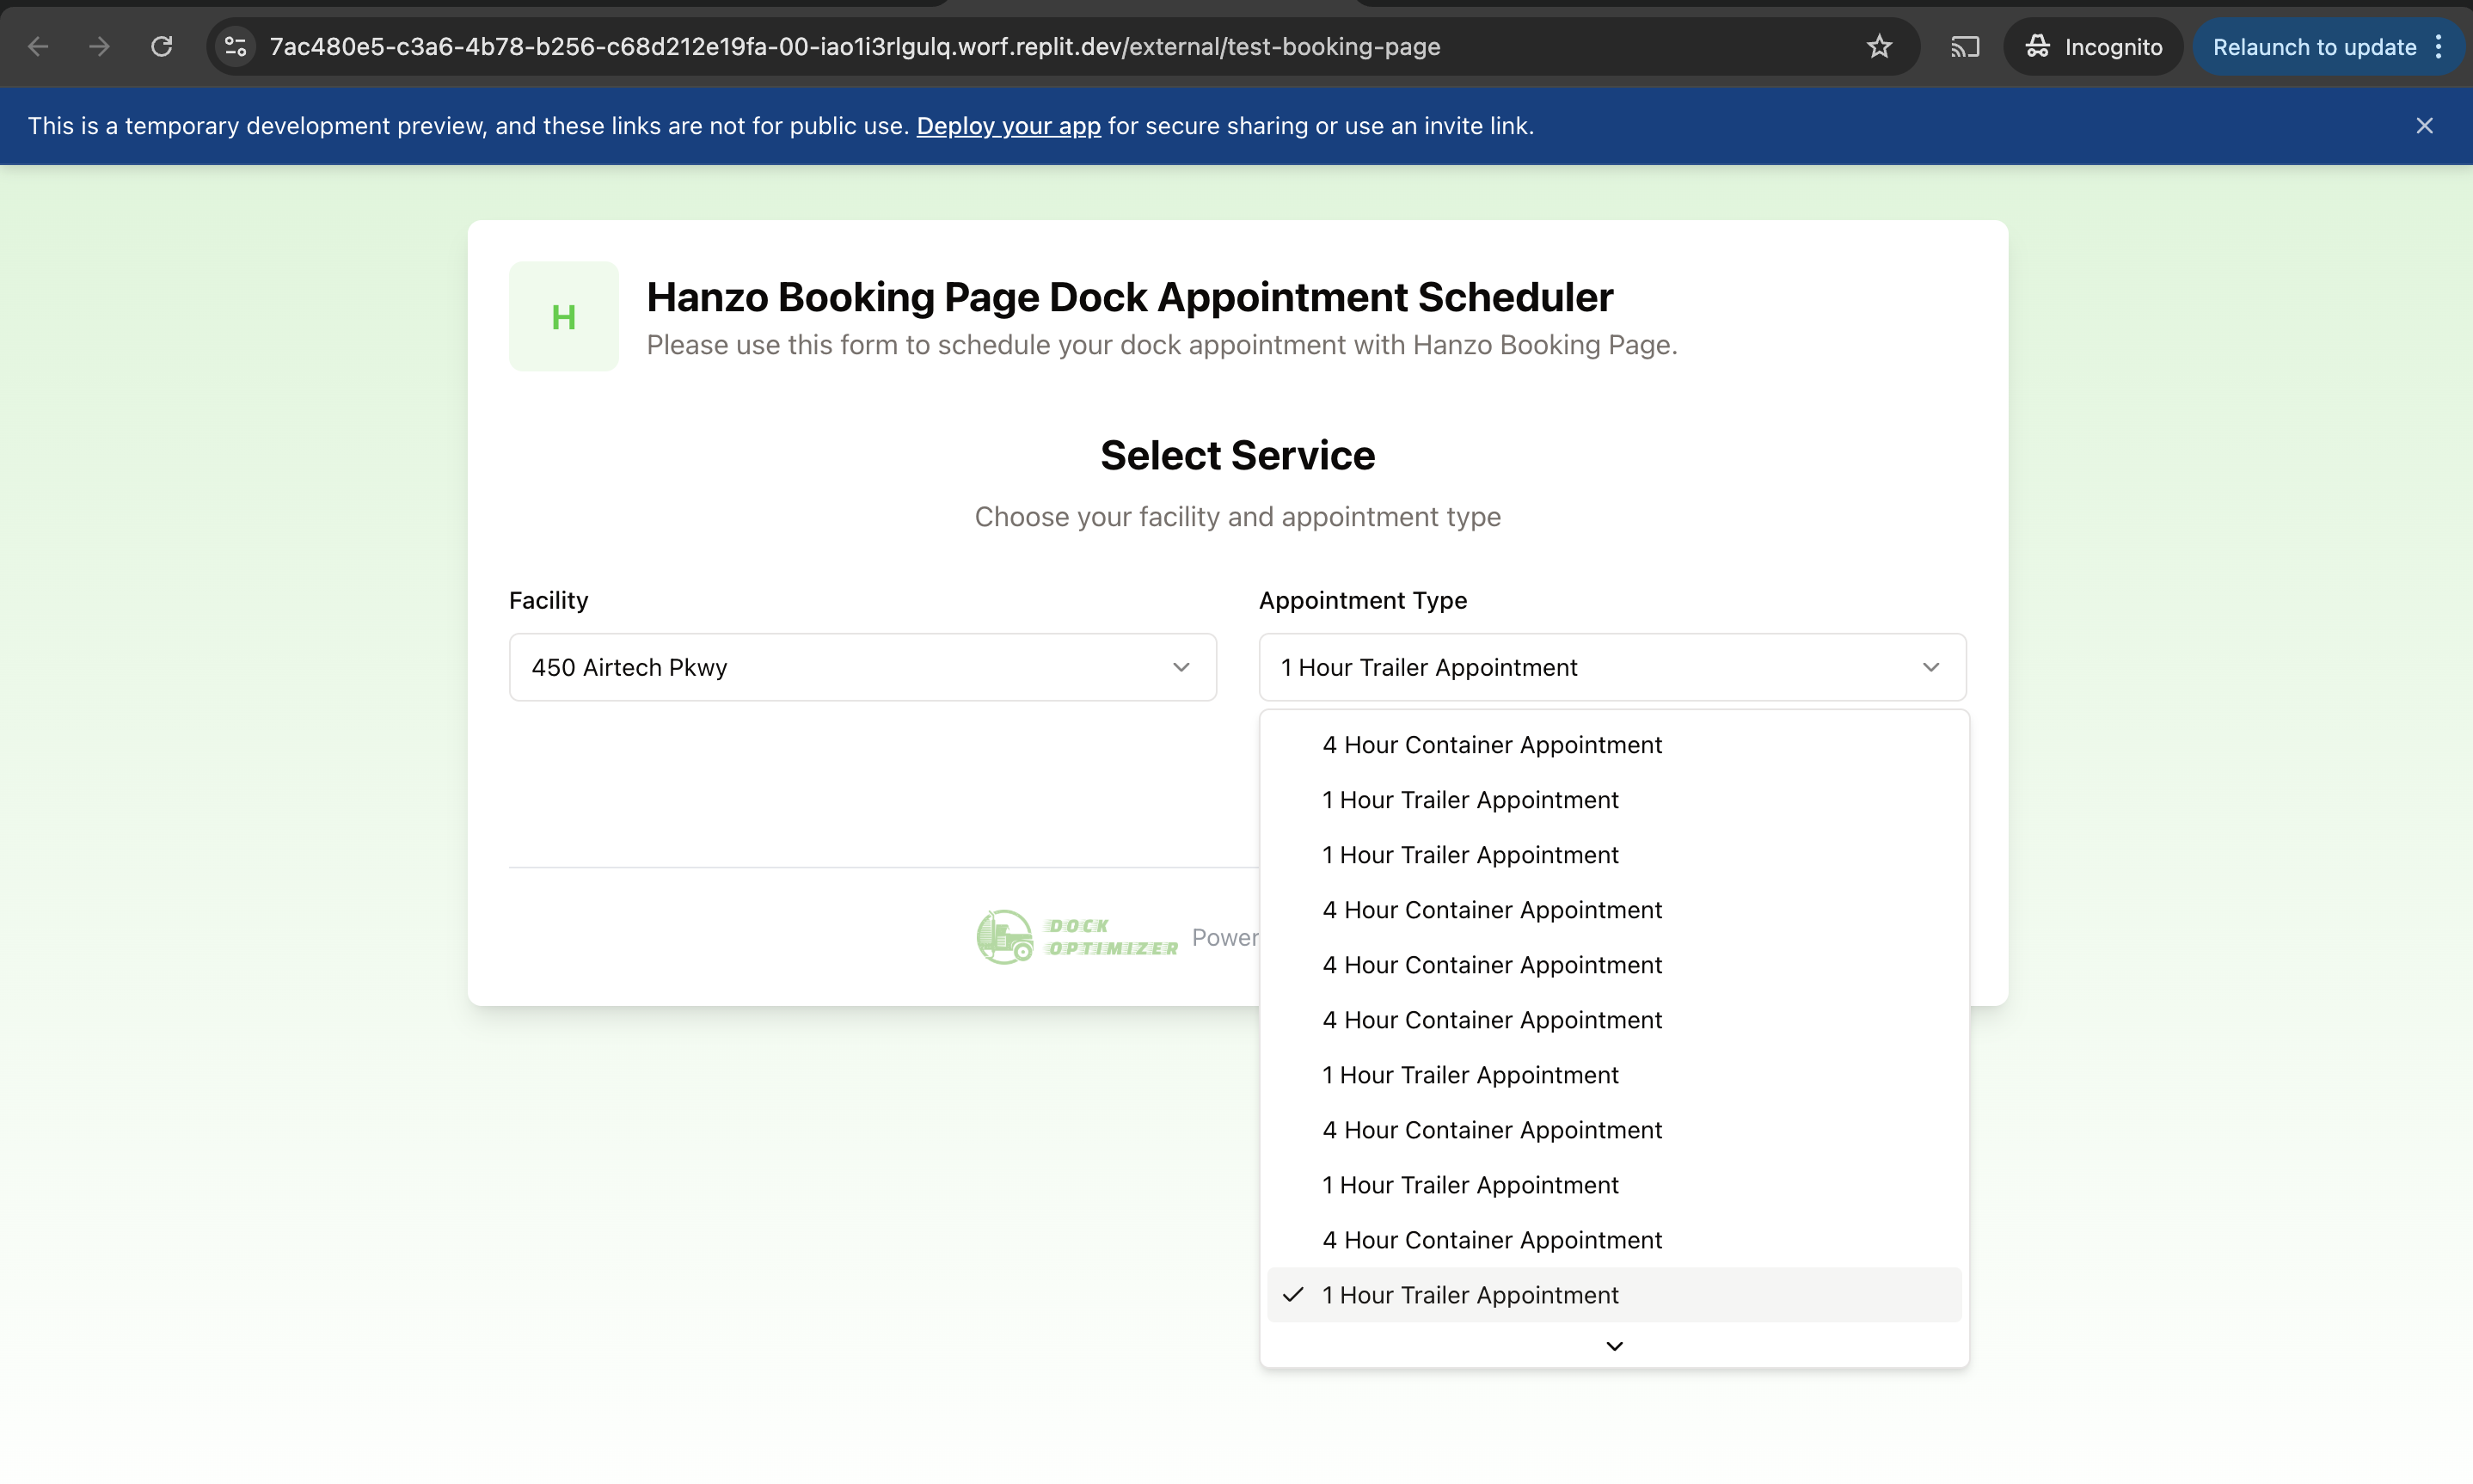 7ac480e5-c3a6-4b78-b256-c68d212e19fa-00-iao1i3rlgulq.worf.replit.dev/external/test-booking-page
Incognito
Relaunch to update
This is a temporary development preview, and these links are not for public use. Deploy your app for secure sharing or use an invite link.
H
Hanzo Booking Page Dock Appointment Scheduler
Please use this form to schedule your dock appointment with Hanzo Booking Page.
Select Service
Choose your facility and appointment type
Facility
Appointment Type
450 Airtech Pkwy
1 Hour Trailer Appointment
4 Hour Container Appointment
1 Hour Trailer Appointment
1 Hour Trailer Appointment
4 Hour Container Appointment
4 Hour Container Appointment
4 Hour Container Appointment
1 Hour Trailer Appointment
4 Hour Container Appointment
1 Hour Trailer Appointment
4 Hour Container Appointment
1 Hour Trailer Appointment
DOCK
OPTIMIZER
Power